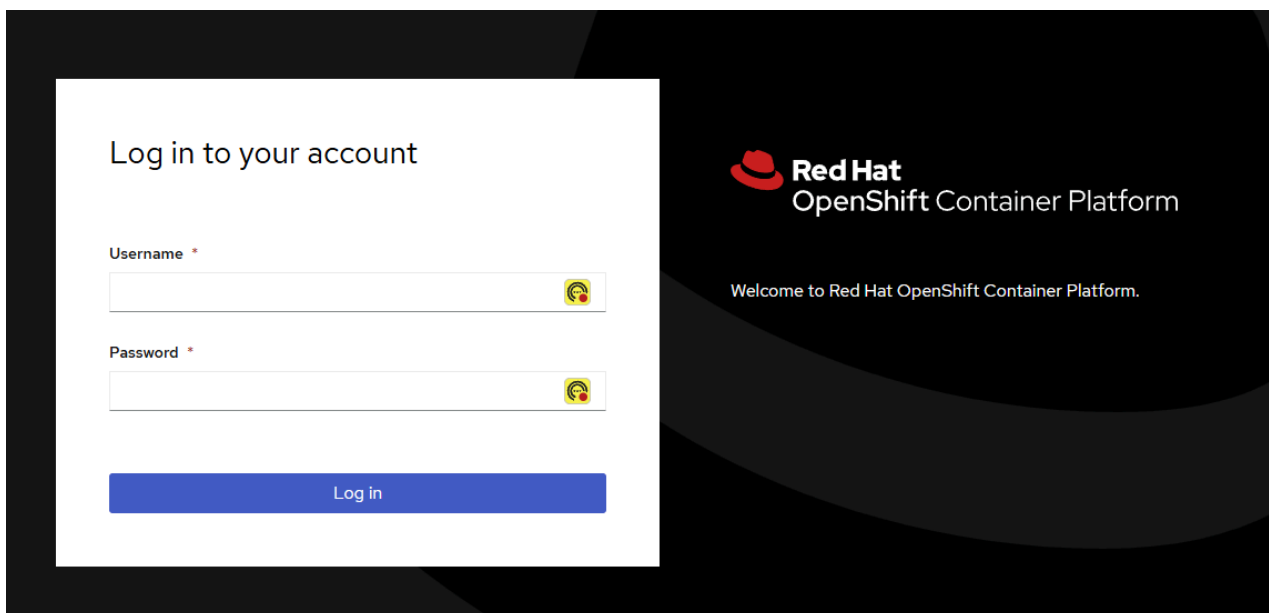 Log in to your account
Username *
Password *
Log in
Red Hat
OpenShift Container Platform
Welcome to Red Hat OpenShift Container Platform.